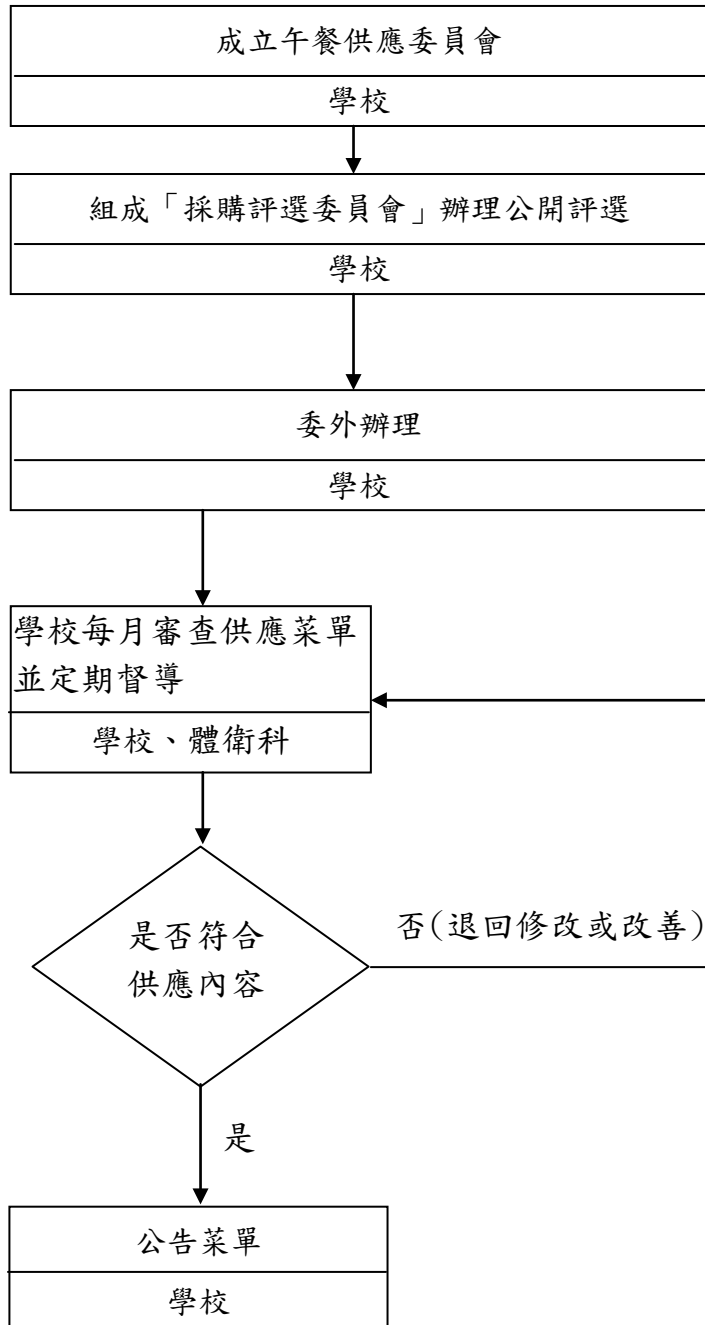 成立午餐供應委員會
學校
組成「採購評選委員會」辦理公開評選
學校
委外辦理
學校
學校每月審查供應菜單
並定期督導
學校、體衛科
是否符合
供應內容
否(退回修改或改善)
是
公告菜單
學校